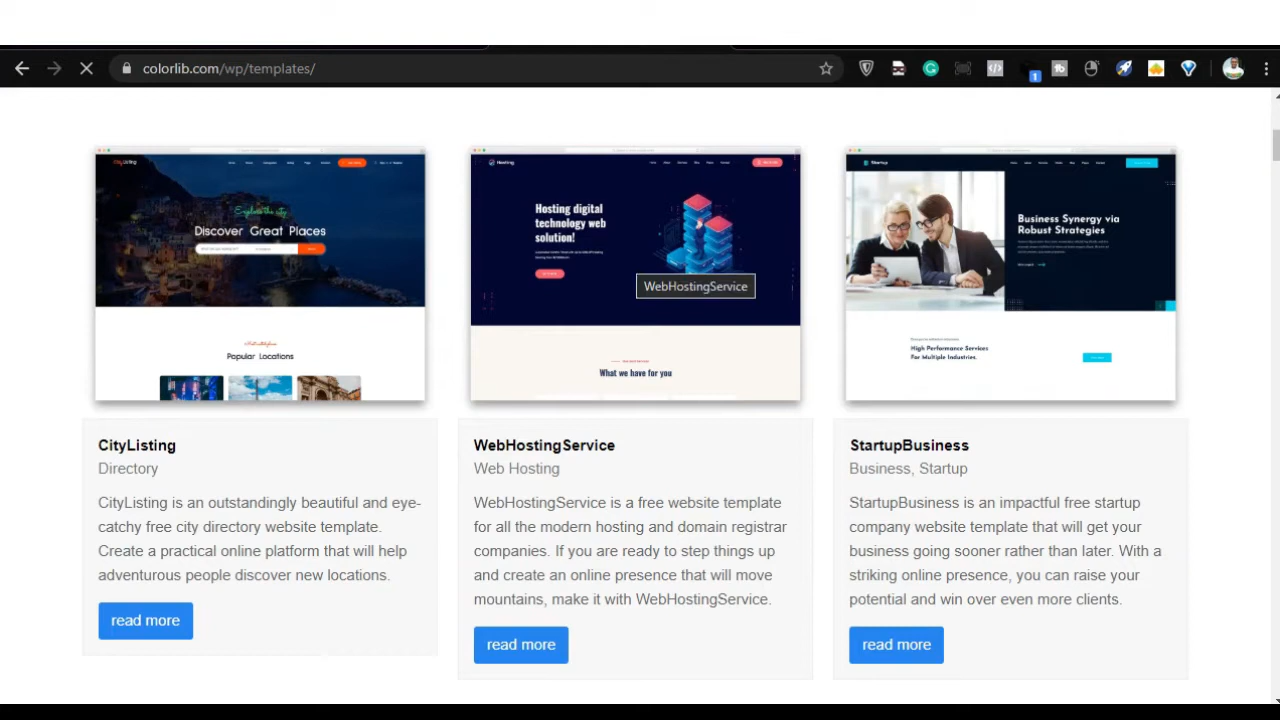 colorlib.com/wp/templates/
1
CityListing
Explore the city
Discover Great Places
Popular Locations
Hosting
Hosting digital
technology web
solution!
WebHostingService
What we have for you
Startup
Business Synergy via
Robust Strategies
High Performance Services
For Multiple Industries.
CityListing
Directory
CityListing is an outstandingly beautiful and eye-
catchy free city directory website template.
Create a practical online platform that will help
adventurous people discover new locations.
read more
WebHostingService
Web Hosting
WebHostingService is a free website template
for all the modern hosting and domain registrar
companies. If you are ready to step things up
and create an online presence that will move
mountains, make it with WebHostingService.
read more
StartupBusiness
Business, Startup
StartupBusiness is an impactful free startup
company website template that will get your
business going sooner rather than later. With a
striking online presence, you can raise your
potential and win over even more clients.
read more